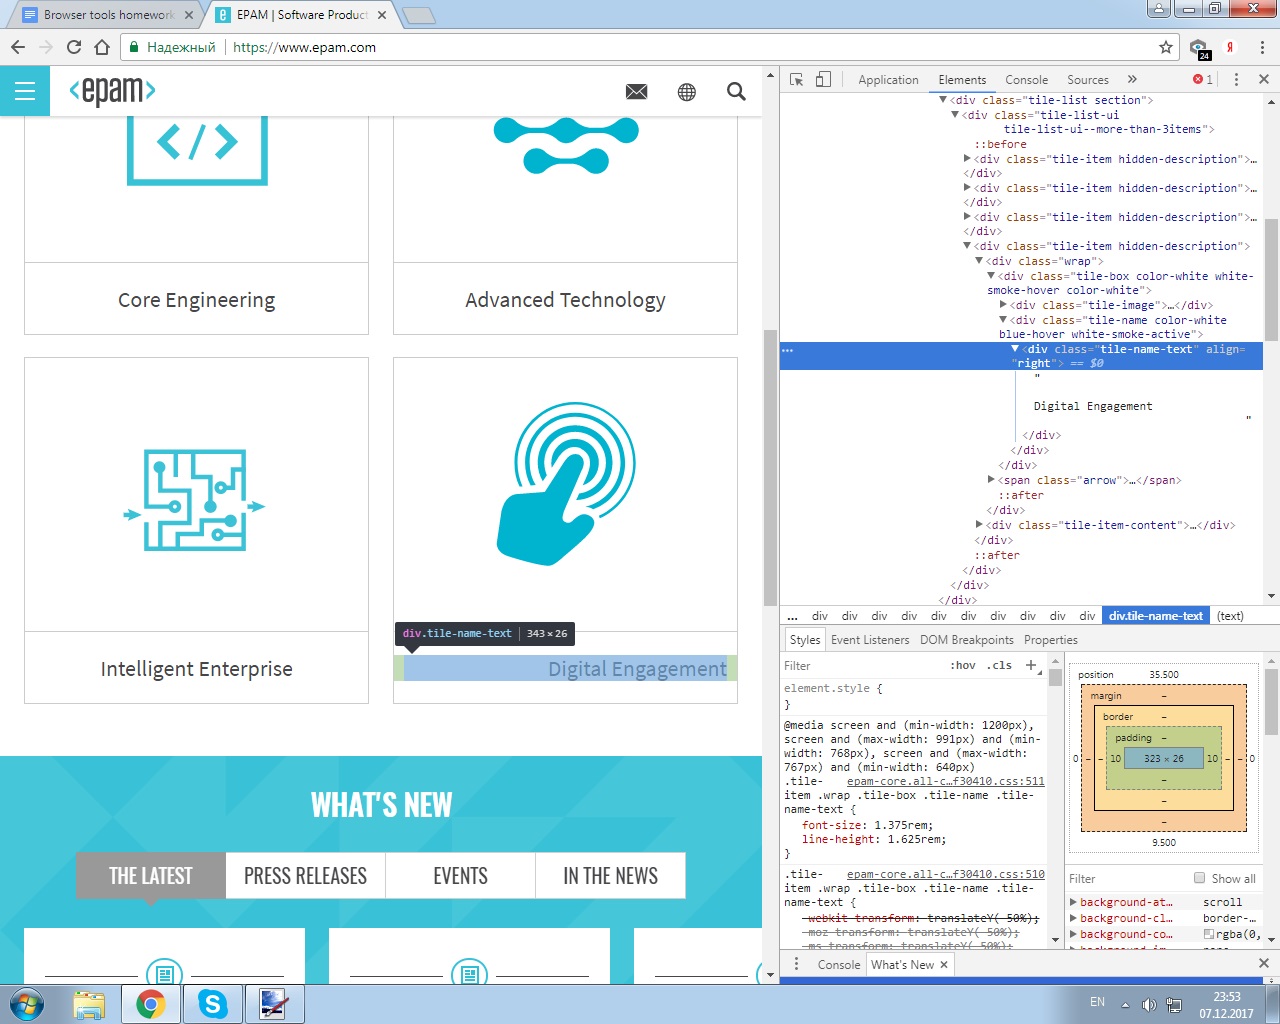 Browser tools homework
EPAM | Software Product
Надежный
https://www.epam.com
24
Я
<epam>
Core Engineering
Advanced Technology
Intelligent Enterprise
div.tile-name-text 343 × 26
Digital Engagement
WHAT'S NEW
THE LATEST
PRESS RELEASES
EVENTS
IN THE NEWS
Application Elements Console Sources » 1
<div class="tile-list section">
<div class="tile-list-ui
tile-list-ui--more-than-3items">
::before
<div class="tile-item hidden-description">…
</div>
<div class="tile-item hidden-description">…
</div>
<div class="tile-item hidden-description">…
</div>
<div class="tile-item hidden-description">
<div class="wrap">
<div class="tile-box color-white white-
smoke-hover color-white">
<div class="tile-image">…</div>
<div class="tile-name color-white
blue-hover white-smoke-active">
… <div class="tile-name-text" align=
"right"> == $0
"
Digital Engagement
"
</div>
</div>
</div>
<span class="arrow">…</span>
::after
</div>
<div class="tile-item-content">…</div>
</div>
::after
</div>
</div>
</div>
... div div div div div div div div div div div.tile-name-text (text)
Styles Event Listeners DOM Breakpoints Properties
Filter :hov .cls +
element.style {
}
@media screen and (min-width: 1200px),
screen and (max-width: 991px) and (min-
width: 768px), screen and (max-width:
767px) and (min-width: 640px)
.tile- epam-core.all-c…f30410.css:511
item .wrap .tile-box .tile-name .tile-
name-text {
font-size: 1.375rem;
line-height: 1.625rem;
}
.tile- epam-core.all-c…f30410.css:510
item .wrap .tile-box .tile-name .tile-
name-text {
-webkit-transform: translateY(-50%);
-moz-transform: translateY(-50%);
-ms-transform: translateY(-50%);
position 35.500
margin –
border –
padding –
0 – – 10 323 × 26 10 – – 0
–
–
–
9.500
Filter Show all
background-at… scroll
background-cl… border-…
background-co… rgba(0,
Console What's New ×
EN
23:53
07.12.2017